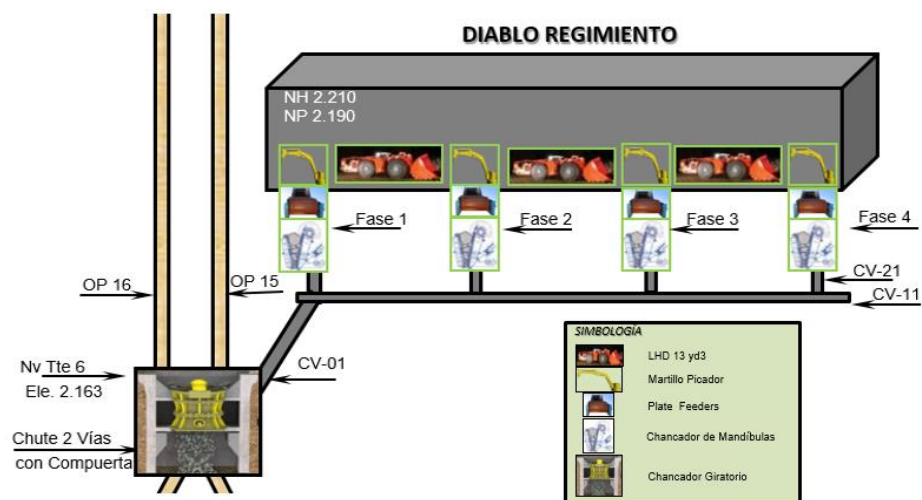 DIABLO REGIMIENTO
NH 2.210
NP 2.190
Fase 1
Fase 2
Fase 3
Fase 4
CV-21
CV-11
OP 16
OP 15
CV-01
Nv Tte 6
Ele. 2.163
Chute 2 Vías
con Compuerta
SIMBOLOGÍA
LHD 13 yd3
Martillo Picador
Plate Feeders
Chancador de Mandíbulas
Chancador Giratorio